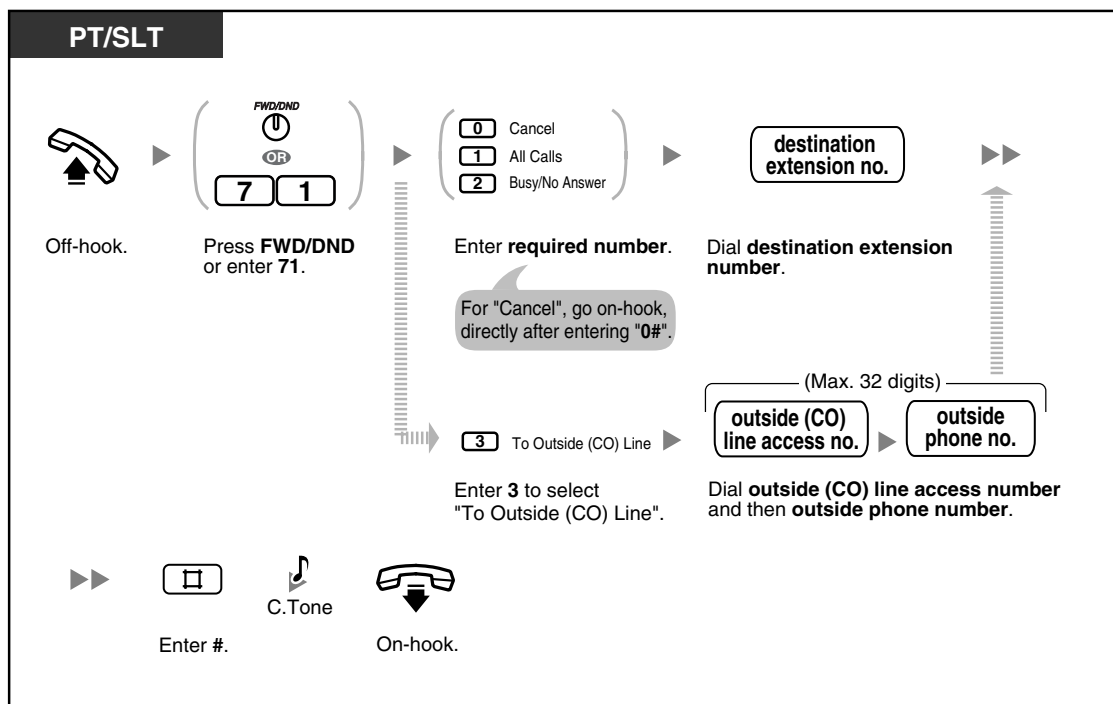 PT/SLT
FWD/DND
OR
7 1
0 Cancel
1 All Calls
2 Busy/No Answer
destination
extension no.
Off-hook.
Press FWD/DND
or enter 71.
Enter required number.
Dial destination extension
number.
For "Cancel", go on-hook,
directly after entering "0#".
(Max. 32 digits)
3 To Outside (CO) Line
outside (CO)
line access no.
outside
phone no.
Enter 3 to select
"To Outside (CO) Line".
Dial outside (CO) line access number
and then outside phone number.
#
C.Tone
Enter #.
On-hook.